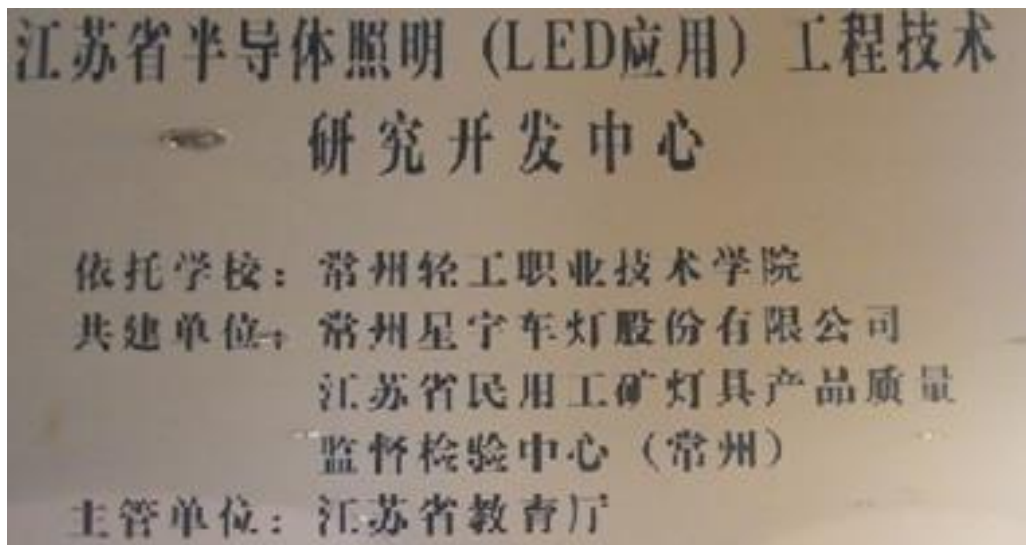 江苏省半导体照明（LED应用）工程技术
研究开发中心
依托学校：常州轻工职业技术学院
共建单位：常州星宇车灯股份有限公司
江苏省民用工矿灯具产品质量
监督检验中心（常州）
主管单位：江苏省教育厅